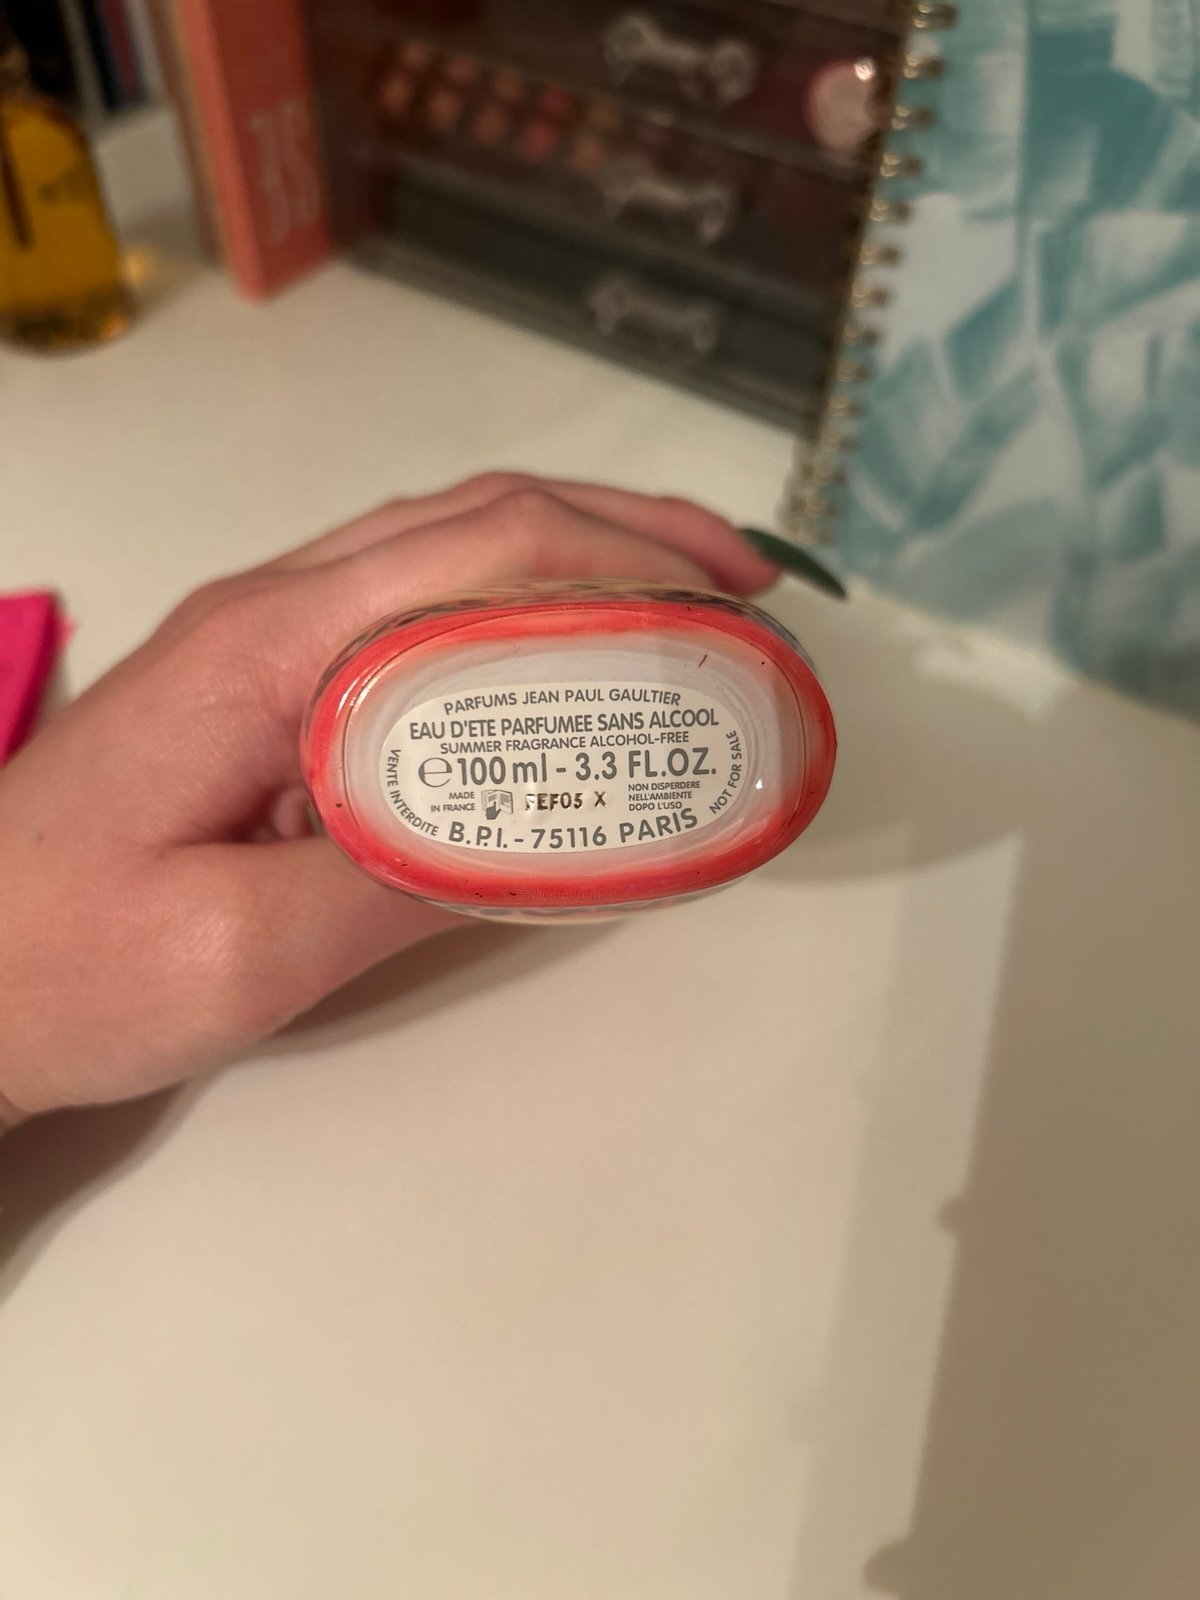 PARFUMS JEAN PAUL GAULTIER
EAU D'ETE PARFUMEE SANS ALCOOL
SUMMER FRAGRANCE ALCOHOL-FREE
℮ 100 ml - 3.3 FL.OZ.
MADE
IN FRANCE
FEF05 X
NON DISPERDERE
NELL'AMBIENTE
DOPO L'USO
B.P.I. - 75116 PARIS
VENTE INTERDITE
NOT FOR SALE